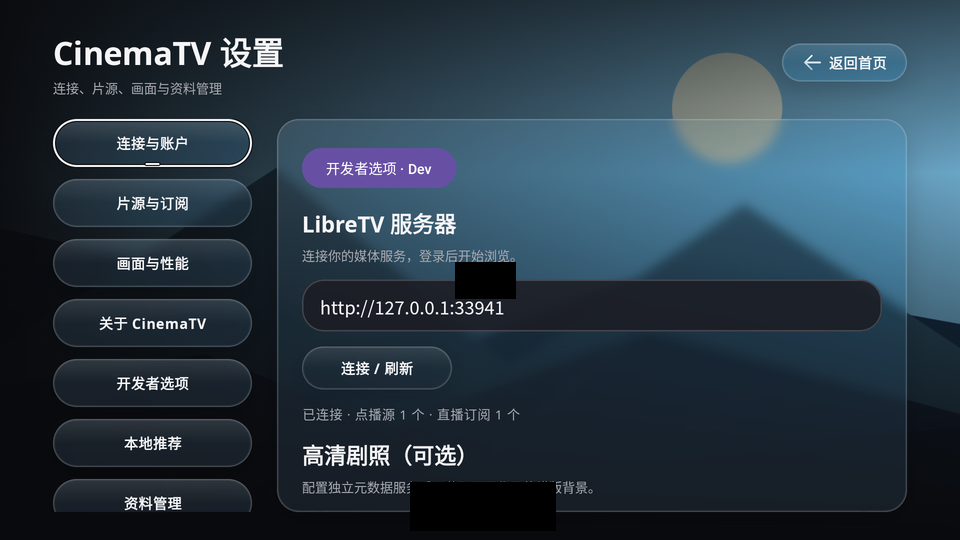 CinemaTV 设置
连接、片源、画面与资料管理
返回首页
连接与账户
片源与订阅
画面与性能
关于 CinemaTV
开发者选项
本地推荐
资料管理
开发者选项 · Dev
LibreTV 服务器
连接你的媒体服务，登录后开始浏览。
http://127.0.0.1:33941
连接 / 刷新
已连接 · 点播源 1 个 · 直播订阅 1 个
高清剧照（可选）
配置独立元数据服 背景。